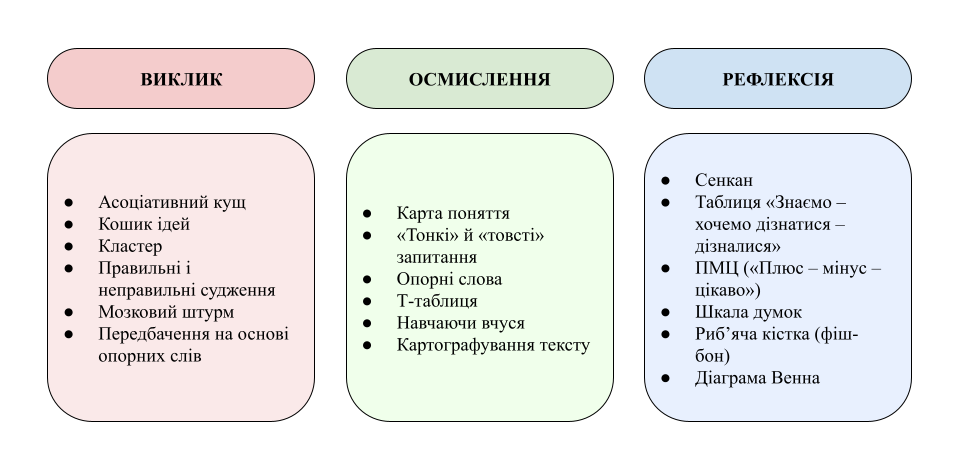 ВИКЛИК
● Асоціативний кущ
● Кошик ідей
● Кластер
● Правильні і
неправильні судження
● Мозковий штурм
● Передбачення на основі
опорних слів
ОСМИСЛЕННЯ
● Карта поняття
● «Тонкі» й «товсті»
запитання
● Опорні слова
● Т-таблиця
● Навчаючи вчуся
● Картографування тексту
РЕФЛЕКСІЯ
● Сенкан
● Таблиця «Знаємо –
хочемо дізнатися –
дізналися»
● ПМЦ («Плюс – мінус –
цікаво»)
● Шкала думок
● Риб’яча кістка (фіш-
бон)
● Діаграма Венна